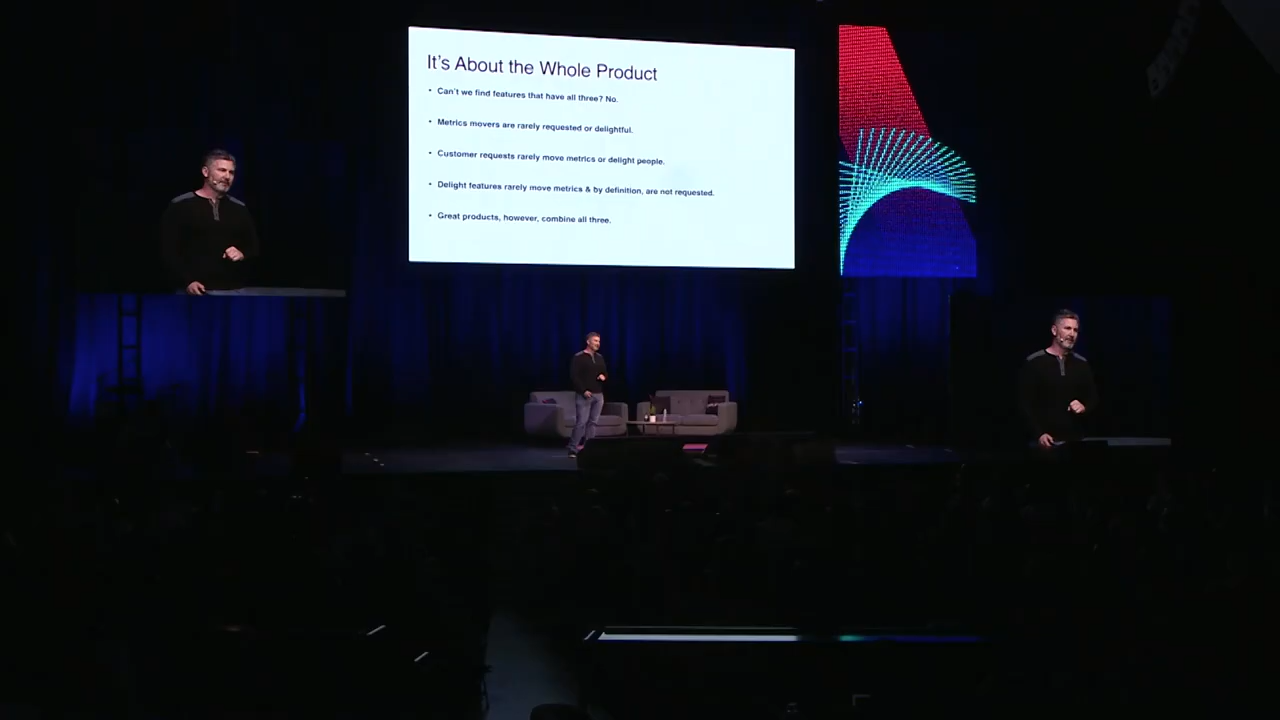 It's About the Whole Product
• Can't we find features that have all three? No.
• Metrics movers are rarely requested or delightful.
• Customer requests rarely move metrics or delight people.
• Delight features rarely move metrics & by definition, are not requested.
• Great products, however, combine all three.